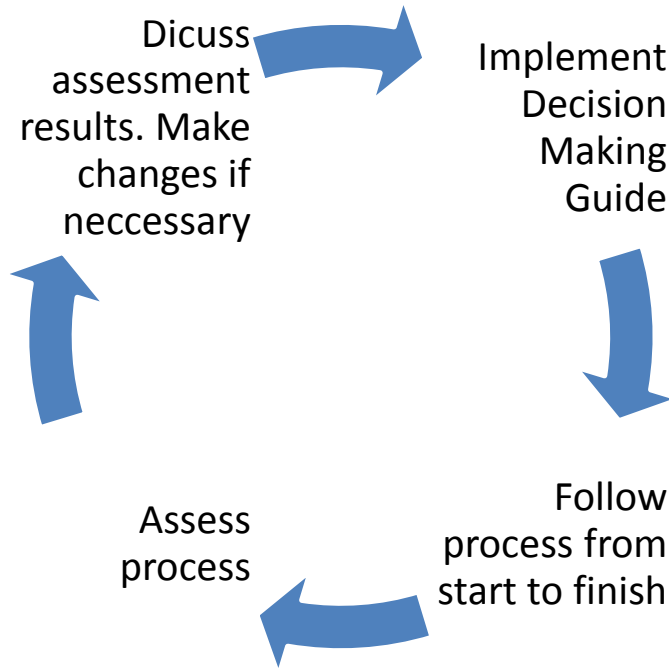 Dicuss
assessment
results. Make
changes if
neccessary
Implement
Decision
Making
Guide
Follow
process from
start to finish
Assess
process